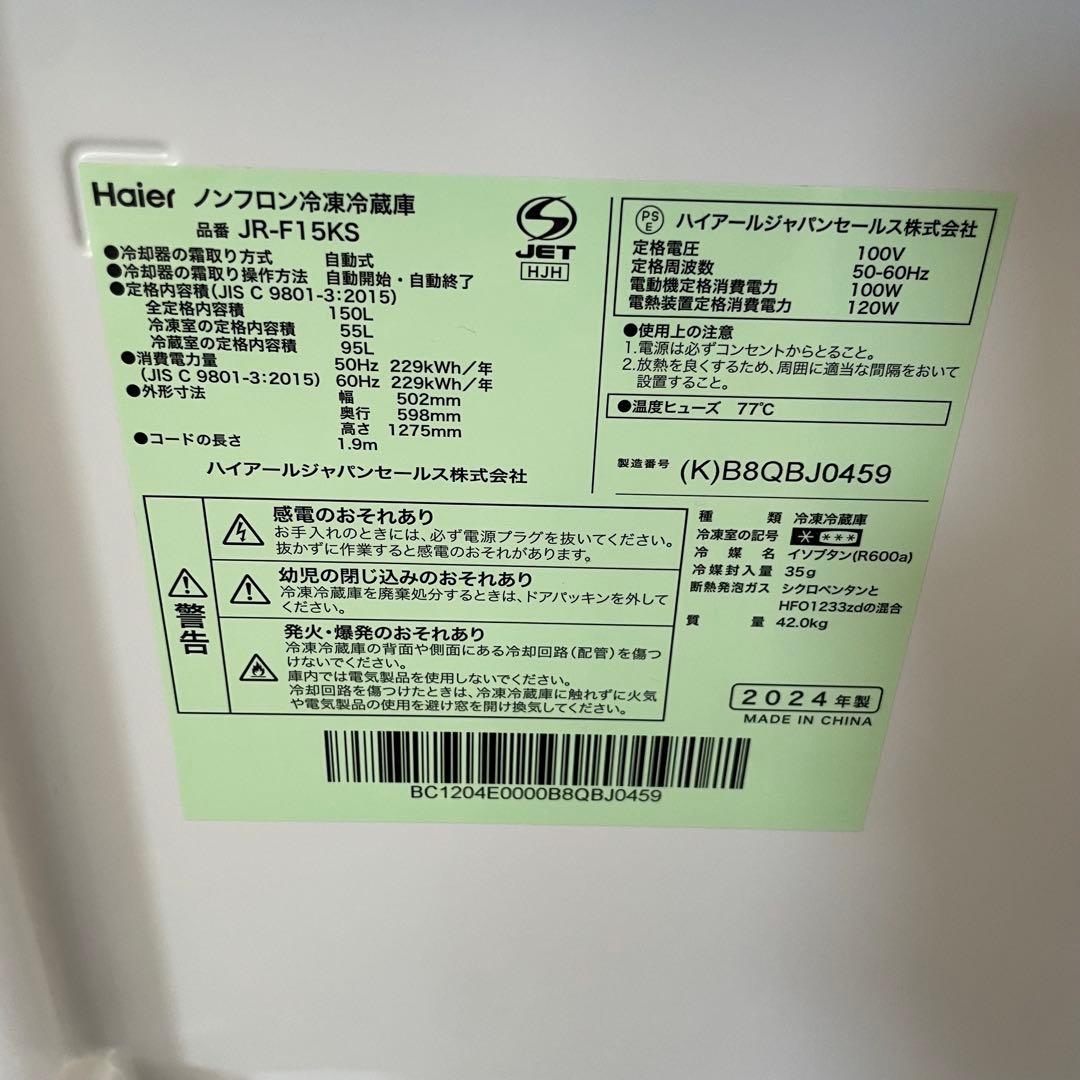 Haier ノンフロン冷凍冷蔵庫
品番 JR-F15KS
●冷却器の霜取り方式 自動式
●冷却器の霜取り操作方法 自動開始・自動終了
●定格内容積(JIS C 9801-3:2015)
全定格内容積 150L
冷凍室の定格内容積 55L
冷蔵室の定格内容積 95L
●消費電力量 50Hz 229kWh/年
(JIS C 9801-3:2015) 60Hz 229kWh/年
●外形寸法 幅 502mm
奥行 598mm
高さ 1275mm
●コードの長さ 1.9m
ハイアールジャパンセールス株式会社
JET
HJH
PS
E
ハイアールジャパンセールス株式会社
定格電圧 100V
定格周波数 50-60Hz
電動機定格消費電力 100W
電熱装置定格消費電力 120W
●使用上の注意
1.電源は必ずコンセントからとること。
2.放熱を良くするため、周囲に適当な間隔をおいて
設置すること。
●温度ヒューズ 77℃
製造番号 (K)B8QBJ0459
警告
感電のおそれあり
お手入れのときには、必ず電源プラグを抜いてください。
抜かずに作業すると感電のおそれがあります。
幼児の閉じ込みのおそれあり
冷凍冷蔵庫を廃棄処分するときは、ドアパッキンを外して
ください。
発火・爆発のおそれあり
冷凍冷蔵庫の背面や側面にある冷却回路(配管)を傷つ
けないでください。
庫内では電気製品を使用しないでください。
冷却回路を傷つけたときは、冷凍冷蔵庫に触れずに火気
や電気製品の使用を避け窓を開け換気してください。
種類 冷凍冷蔵庫
冷凍室の記号 * ***
冷媒名 イソブタン(R600a)
冷媒封入量 35g
断熱発泡ガス シクロペンタンと
HFO1233zdの混合
質量 42.0kg
2024年製
MADE IN CHINA
BC1204E0000B8QBJ0459